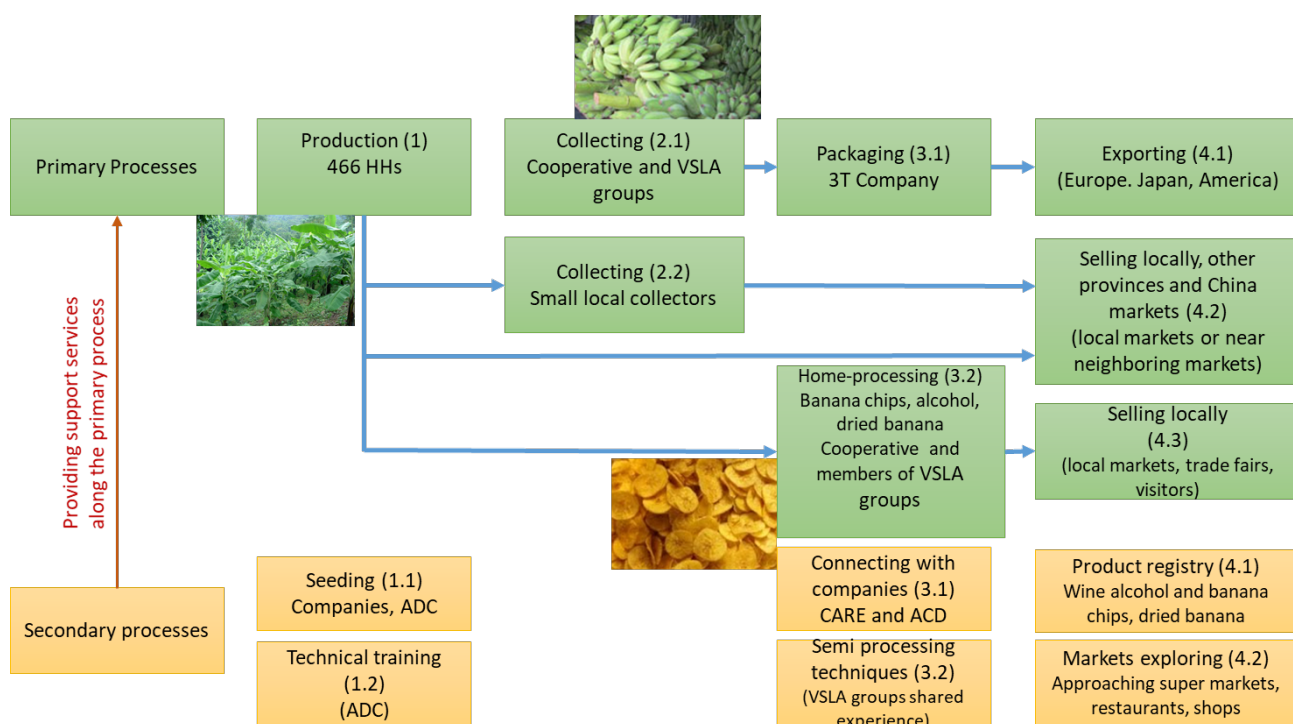 Primary Processes
Production (1)
466 HHs
Collecting (2.1)
Cooperative and VSLA
groups
Packaging (3.1)
3T Company
Exporting (4.1)
(Europe. Japan, America)
Collecting (2.2)
Small local collectors
Selling locally, other
provinces and China
markets (4.2)
(local markets or near
neighboring markets)
Home-processing (3.2)
Banana chips, alcohol,
dried banana
Cooperative and
members of VSLA
groups
Selling locally
(4.3)
(local markets, trade fairs,
visitors)
Providing support services
along the primary process
Secondary processes
Seeding (1.1)
Companies, ADC
Technical training
(1.2)
(ADC)
Connecting with
companies (3.1)
CARE and ACD
Semi processing
techniques (3.2)
(VSLA groups shared
experience)
Product registry (4.1)
Wine alcohol and banana
chips, dried banana
Markets exploring (4.2)
Approaching super markets,
restaurants, shops